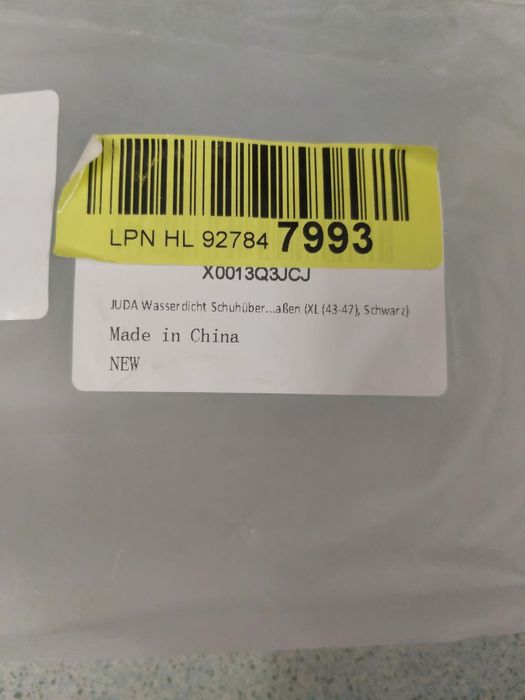 LPN HL 92784 7993
X0013Q3JCJ
JUDA Wasserdicht Schuhüber...aßen (XL (43-47), Schwarz)
Made in China
NEW